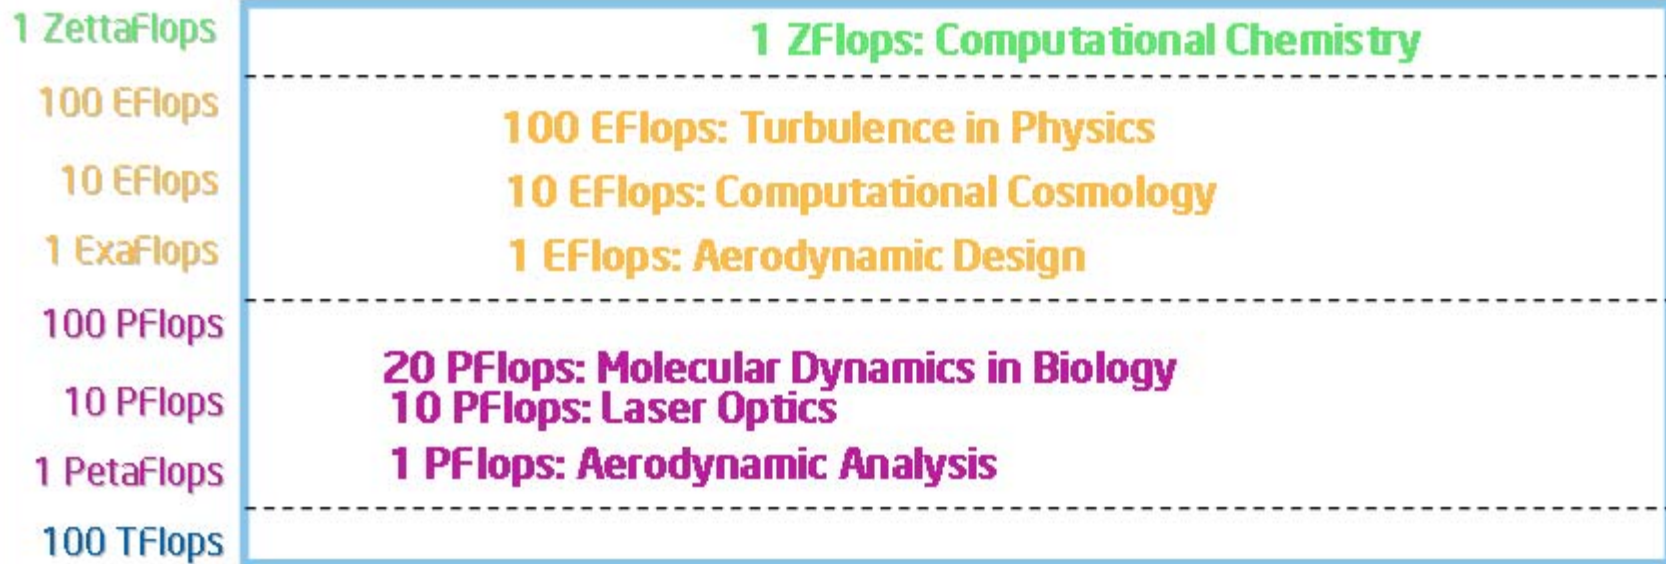 1 ZettaFlops
1 ZFlops: Computational Chemistry
100 EFlops
100 EFlops: Turbulence in Physics
10 EFlops
10 EFlops: Computational Cosmology
1 ExaFlops
1 EFlops: Aerodynamic Design
100 PFlops
20 PFlops: Molecular Dynamics in Biology
10 PFlops
10 PFlops: Laser Optics
1 PetaFlops
1 PFlops: Aerodynamic Analysis
100 TFlops